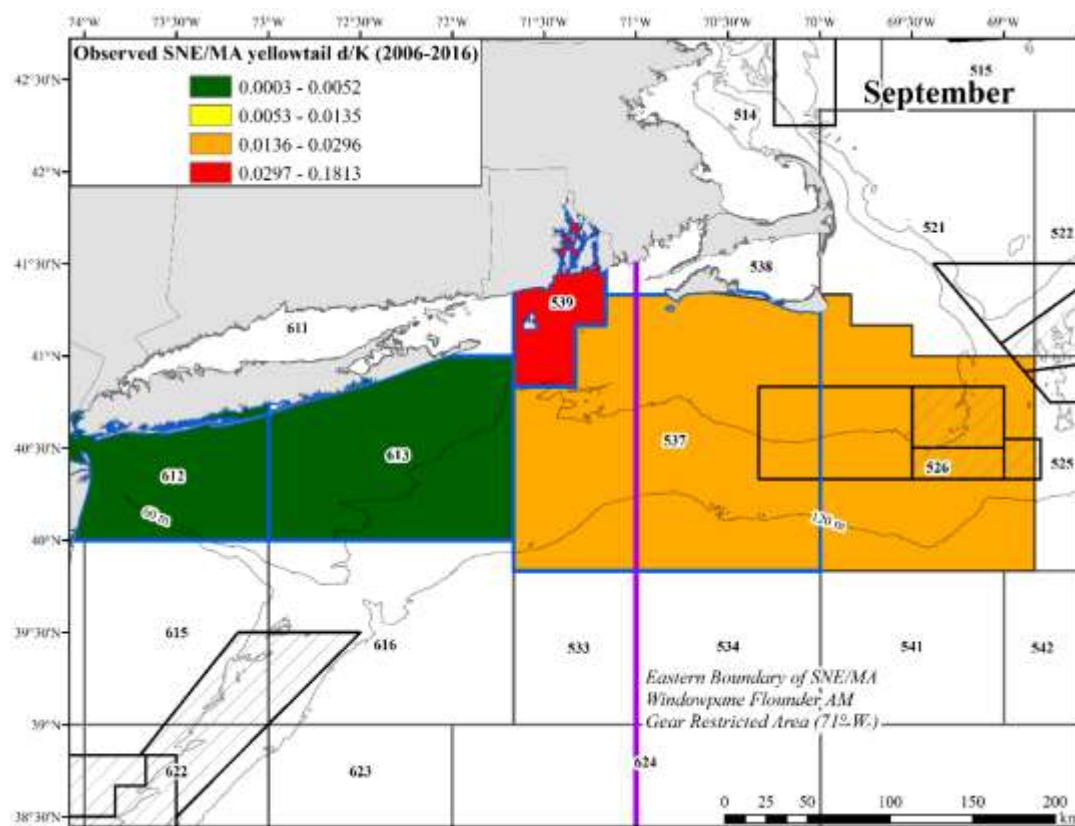 74°W 73°30'W 73°W 72°30'W 72°W 71°30'W 71°W 70°30'W 70°W 69°30'W 69°W
Observed SNE/MA yellowtail d/K (2006-2016)
0.0003 - 0.0052
0.0053 - 0.0135
0.0136 - 0.0296
0.0297 - 0.1813
September
515
514
42°30'N
42°N
521
522
41°30'N
538
539
611
41°N
537
613
612
526
525
40°30'N
60 m
120 m
40°N
615
616
533
534
541
542
39°30'N
Eastern Boundary of SNE/MA
Windowpane Flounder AM
Gear Restricted Area (71° W.)
39°N
622
623
624
38°30'N
0 25 50 100 150 200
km